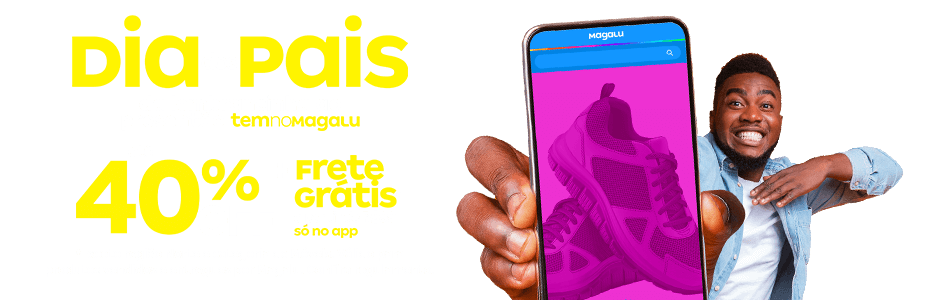 Dia Pais
temnomagalu
40%
Frete
Grátis
só no app
Magalu